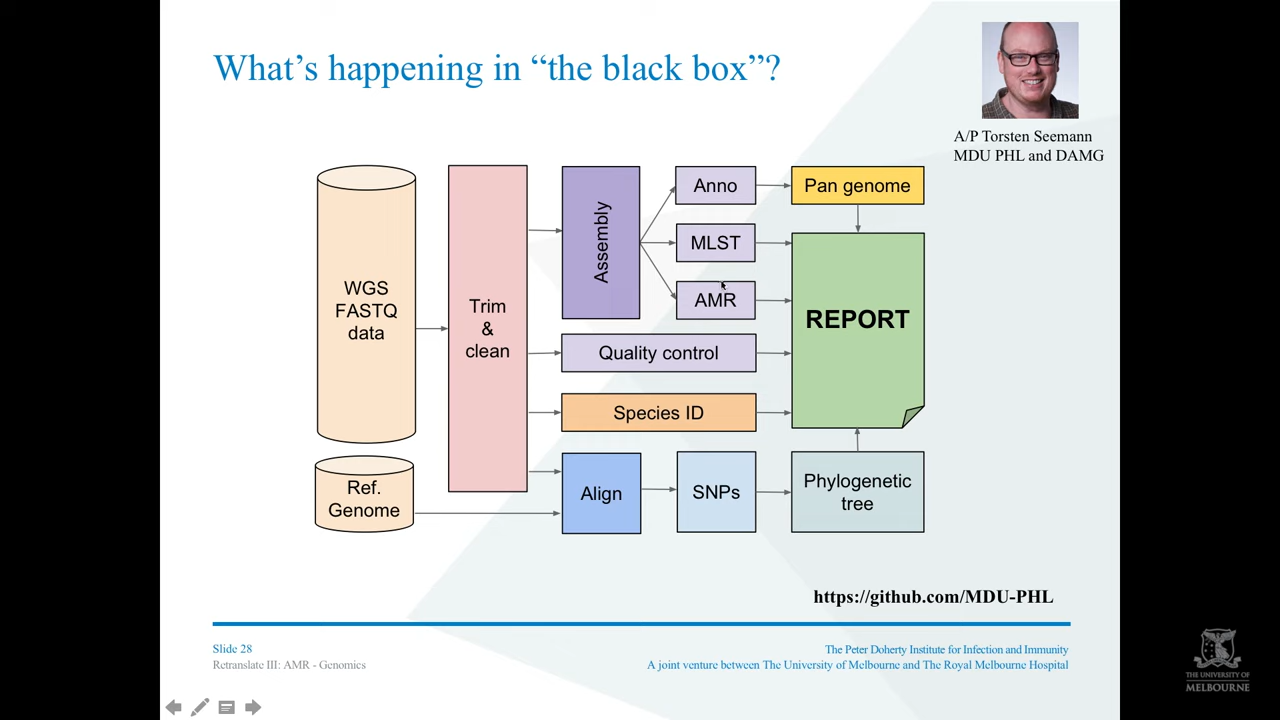 What's happening in “the black box”?
A/P Torsten Seemann
MDU PHL and DAMG
WGS
FASTQ
data
Ref.
Genome
Trim
&
clean
Assembly
Anno
MLST
AMR
Quality control
Species ID
Align
SNPs
Pan genome
REPORT
Phylogenetic
tree
https://github.com/MDU-PHL
Slide 28
Retranslate III: AMR - Genomics
The Peter Doherty Institute for Infection and Immunity
A joint venture between The University of Melbourne and The Royal Melbourne Hospital
THE UNIVERSITY OF
MELBOURNE